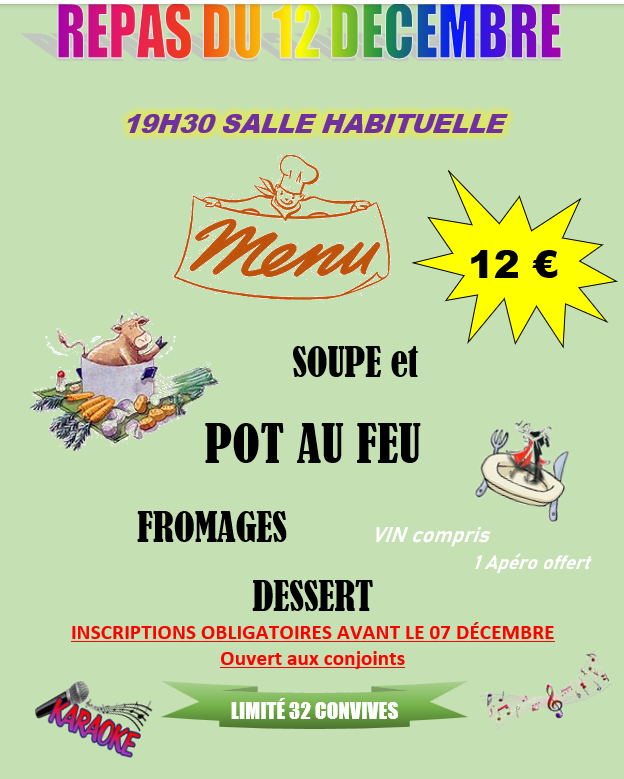 REPAS DU 12 DECEMBRE
19H30 SALLE HABITUELLE
Menu
12 €
SOUPE et
POT AU FEU
FROMAGES
VIN compris
1 Apéro offert
DESSERT
INSCRIPTIONS OBLIGATOIRES AVANT LE 07 DÉCEMBRE
Ouvert aux conjoints
KARAOKE
LIMITÉ 32 CONVIVES